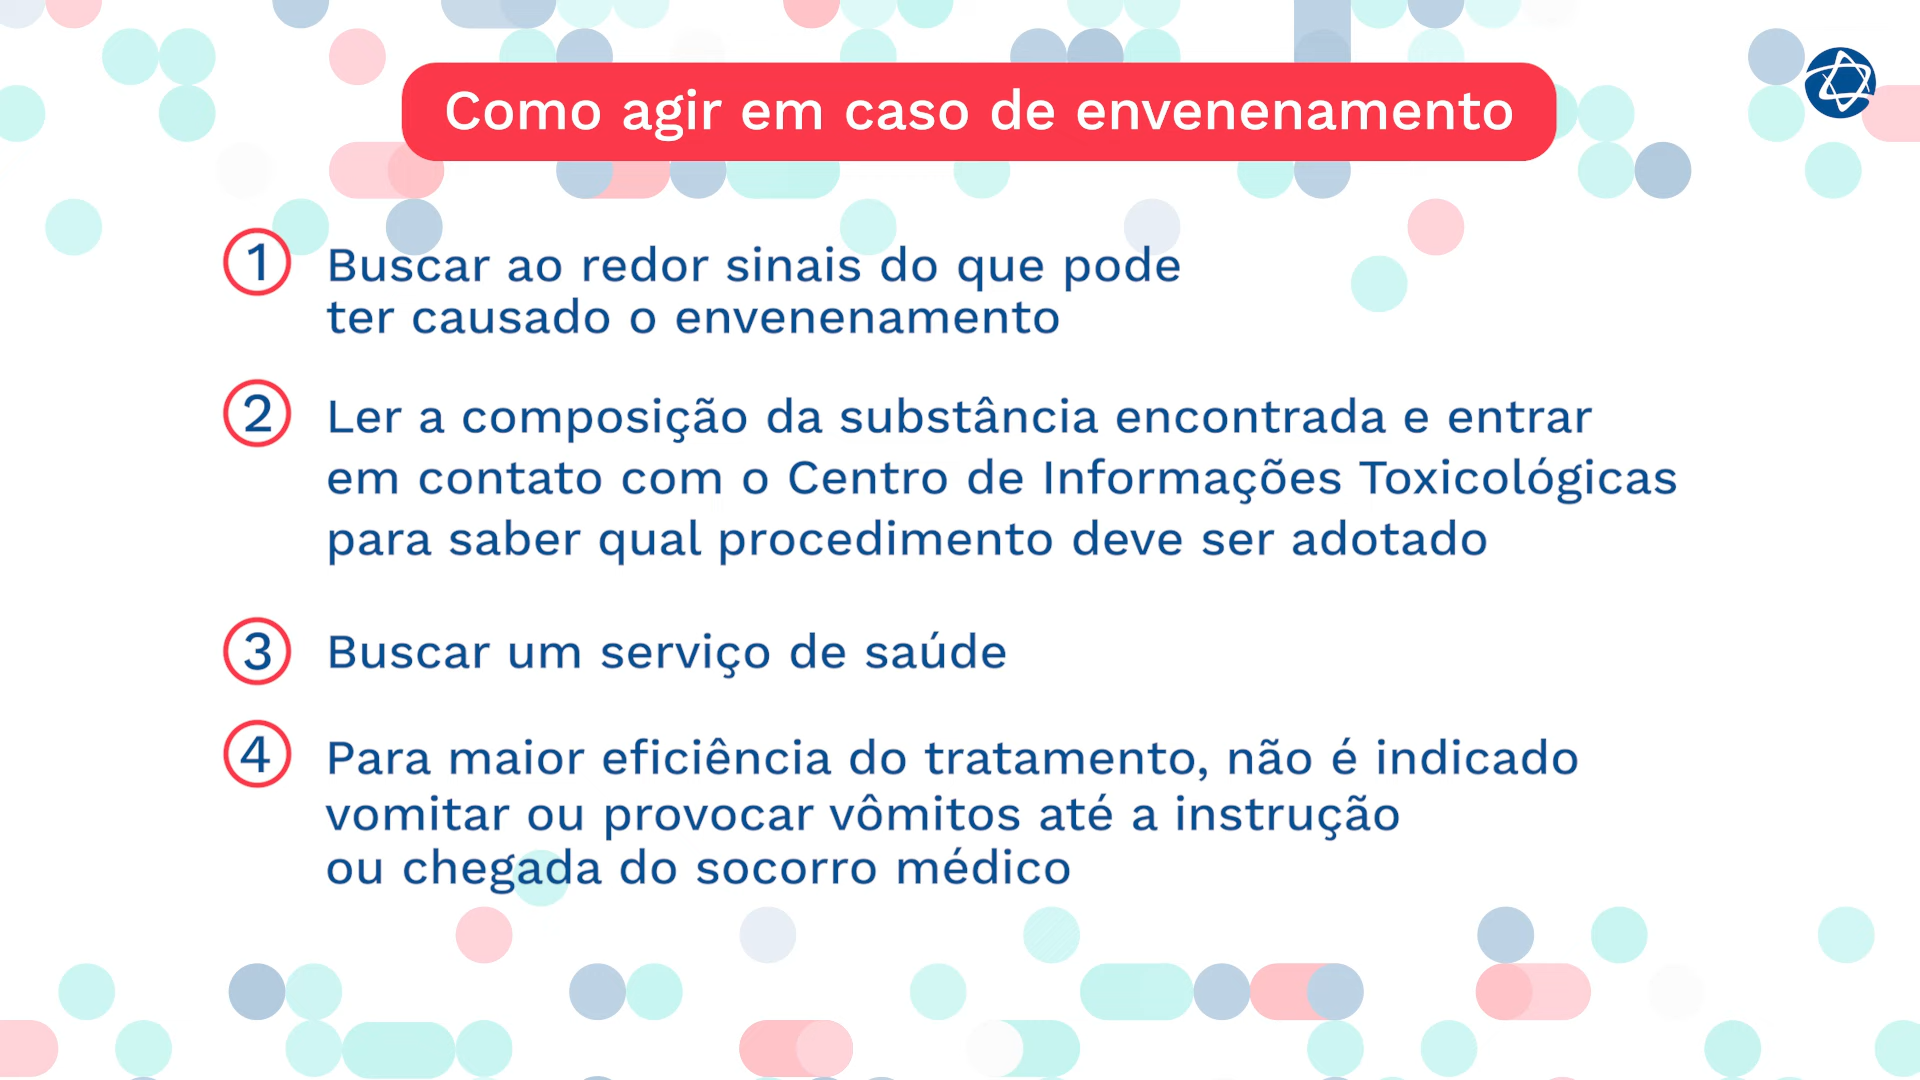 Como agir em caso de envenenamento
1 Buscar ao redor sinais do que pode
ter causado o envenenamento
2 Ler a composição da substância encontrada e entrar
em contato com o Centro de Informações Toxicológicas
para saber qual procedimento deve ser adotado
3 Buscar um serviço de saúde
4 Para maior eficiência do tratamento, não é indicado
vomitar ou provocar vômitos até a instrução
ou chegada do socorro médico